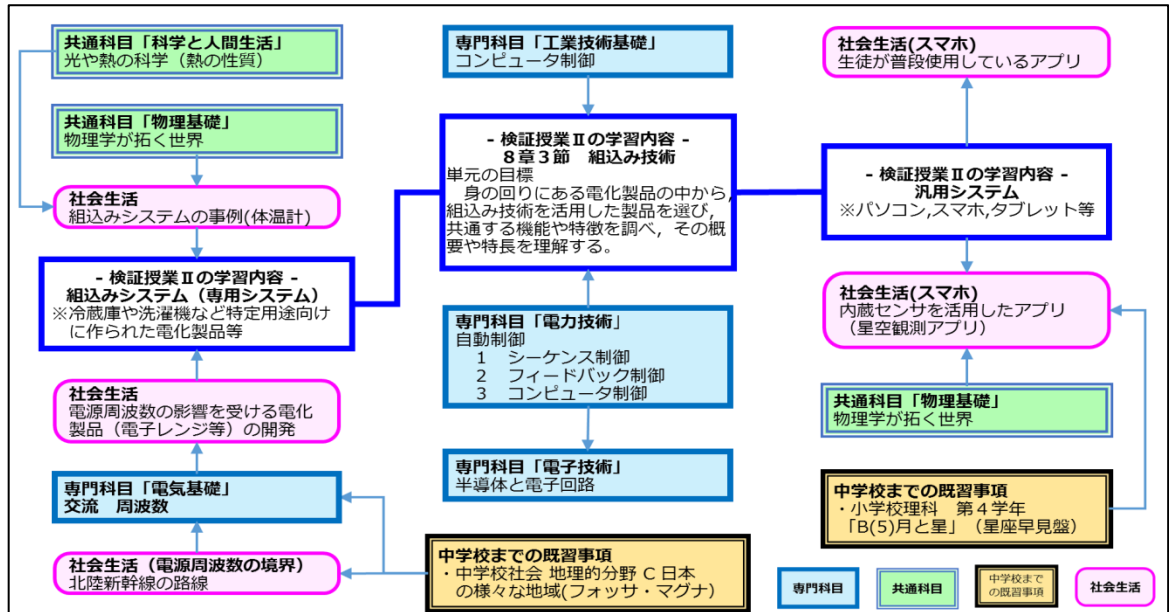 共通科目「科学と人間生活」
光や熱の科学（熱の性質）
共通科目「物理基礎」
物理学が拓く世界
社会生活
組込みシステムの事例(体温計)
- 検証授業Ⅱの学習内容 -
組込みシステム（専用システム）
※冷蔵庫や洗濯機など特定用途向け
に作られた電化製品等
社会生活
電源周波数の影響を受ける電化
製品（電子レンジ等）の開発
専門科目「電気基礎」
交流　周波数
社会生活（電源周波数の境界）
北陸新幹線の路線
専門科目「工業技術基礎」
コンピュータ制御
- 検証授業Ⅱの学習内容 -
８章３節　組込み技術
単元の目標
身の回りにある電化製品の中から，
組込み技術を活用した製品を選び，
共通する機能や特徴を調べ，その概
要や特長を理解する。
専門科目「電力技術」
自動制御
１　シーケンス制御
２　フィードバック制御
３　コンピュータ制御
専門科目「電子技術」
半導体と電子回路
中学校までの既習事項
・中学校社会 地理的分野 C 日本
の様々な地域(フォッサ・マグナ）
社会生活(スマホ)
生徒が普段使用しているアプリ
- 検証授業Ⅱの学習内容 -
汎用システム
※パソコン,スマホ,タブレット等
社会生活(スマホ)
内蔵センサを活用したアプリ
（星空観測アプリ）
共通科目「物理基礎」
物理学が拓く世界
中学校までの既習事項
・小学校理科　第４学年
「B(5)月と星」（星座早見盤）
専門科目
共通科目
中学校まで
の既習事項
社会生活